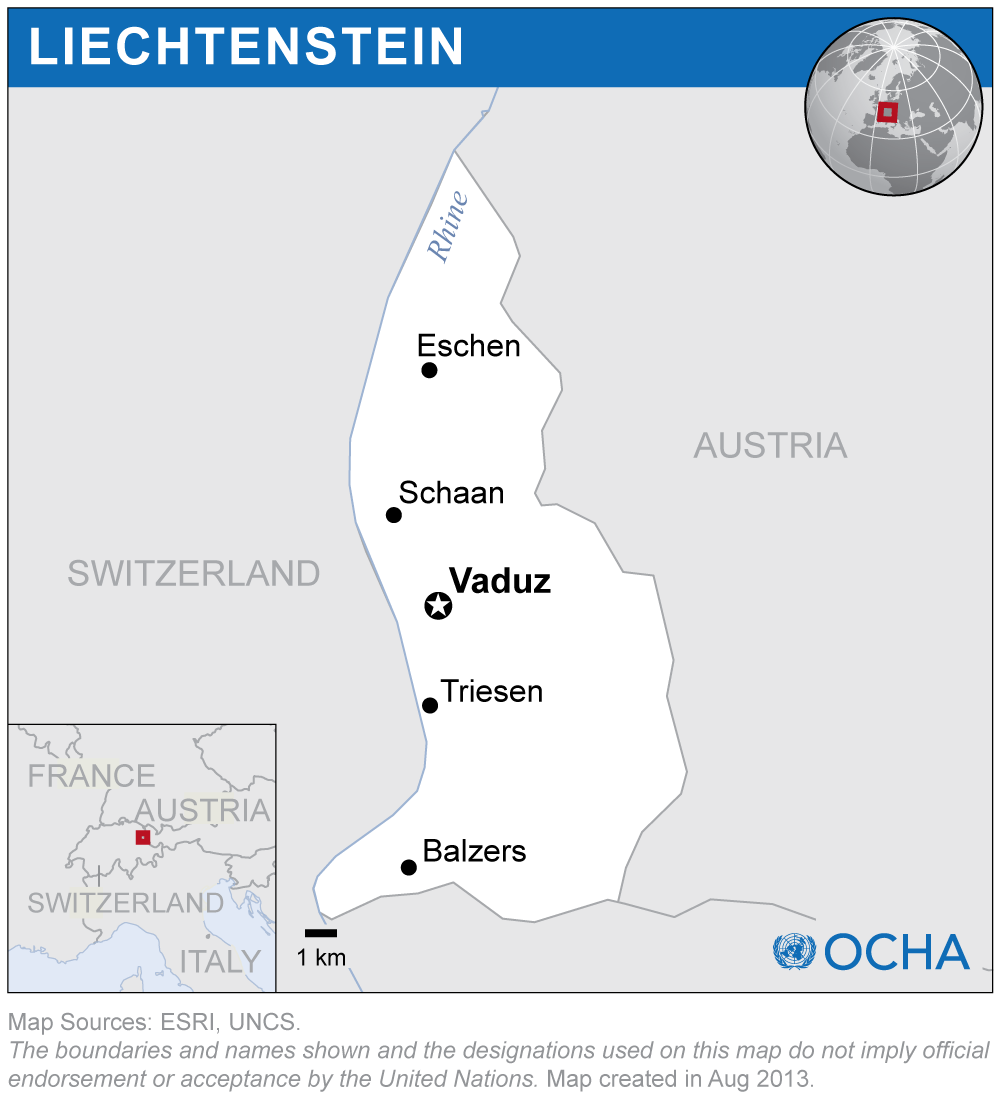 LIECHTENSTEIN
Rhine
Eschen
AUSTRIA
Schaan
SWITZERLAND
Vaduz
Triesen
FRANCE
AUSTRIA
Balzers
SWITZERLAND
1 km
ITALY
OCHA
Map Sources: ESRI, UNCS.
The boundaries and names shown and the designations used on this map do not imply official
endorsement or acceptance by the United Nations. Map created in Aug 2013.